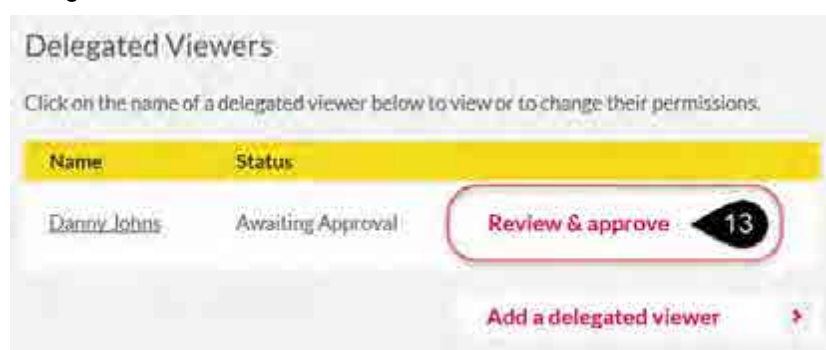 Delegated Viewers
Click on the name of a delegated viewer below to view or to change their permissions.
Name Status
Danny Johns Awaiting Approval Review & approve 13
Add a delegated viewer >